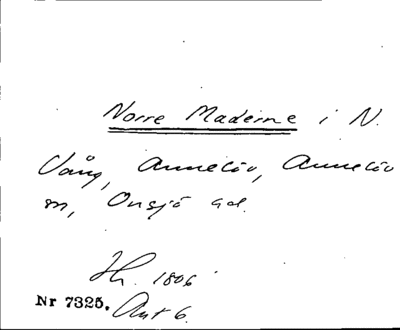 Norre Maderne i N.
Vång, Annelöv, Annelöv
sn, Onsjö hd.
1806
Nr 7325. Akt 6.